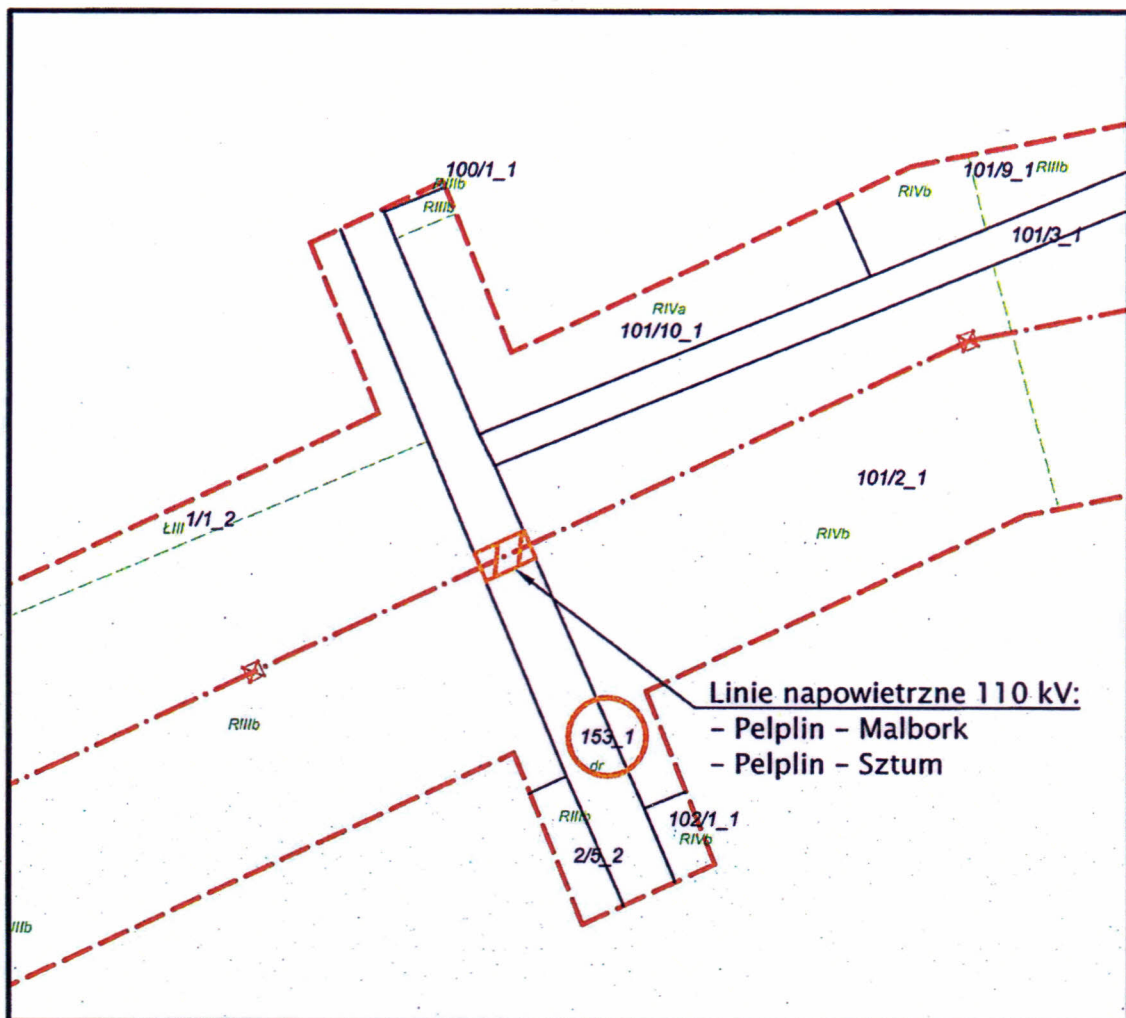 100/1_1
RIIIb
RIIIb
101/9_1
RIIIb
RIVb
101/3_1
RIVa
101/10_1
101/2_1
ŁIII
1/1_2
RIVb
RIIIb
Linie napowietrzne 110 kV:
– Pelplin – Malbork
– Pelplin – Sztum
153_1
dr
RIIIb
102/1_1
RIVb
2/5_2